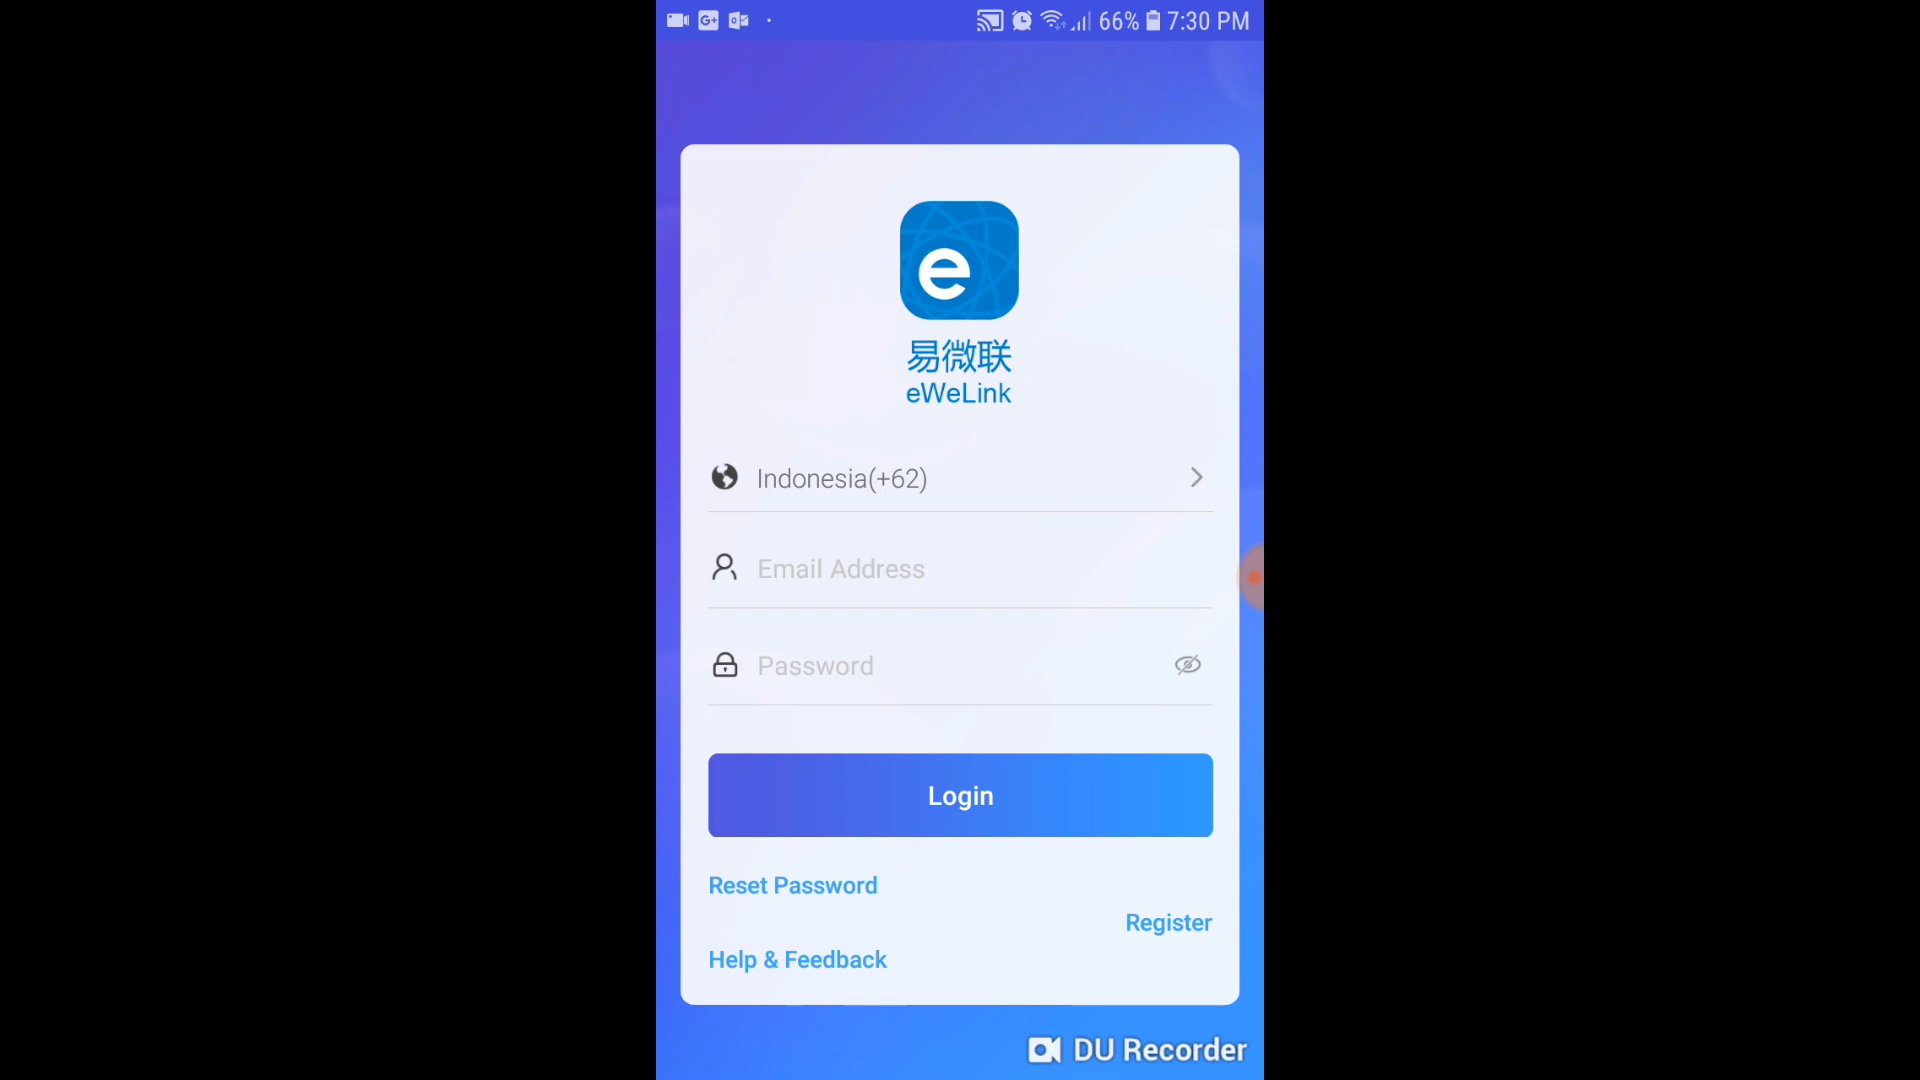 66% 7:30 PM
e
易微联
eWeLink
Indonesia(+62)
Email Address
Password
Login
Reset Password
Register
Help & Feedback
DU Recorder